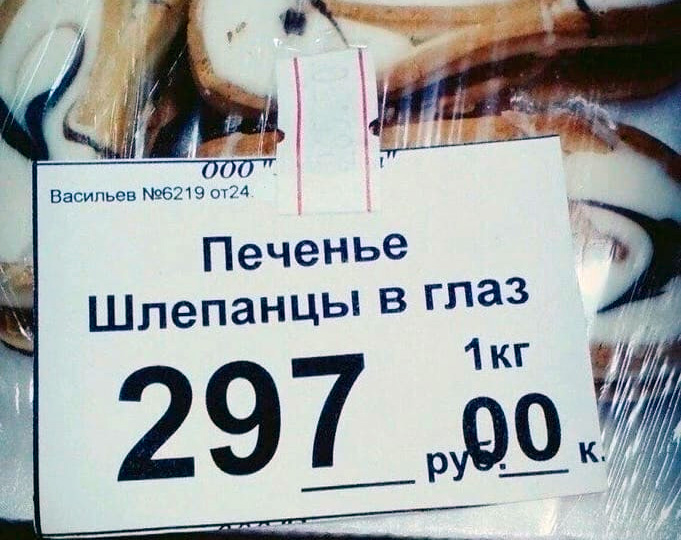 ООО "
Васильев №6219 от24.
Печенье
Шлепанцы в глаз
1кг
297 руб. 00 к.